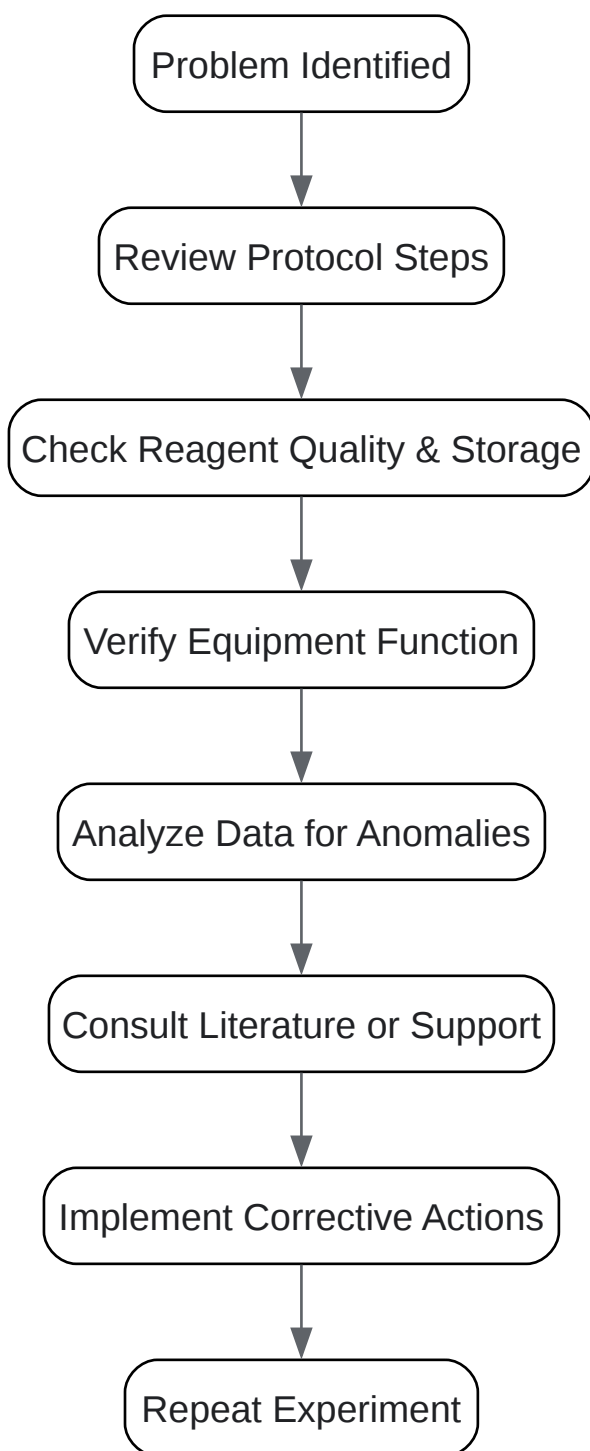 Problem Identified
Review Protocol Steps
Check Reagent Quality & Storage
Verify Equipment Function
Analyze Data for Anomalies
Consult Literature or Support
Implement Corrective Actions
Repeat Experiment